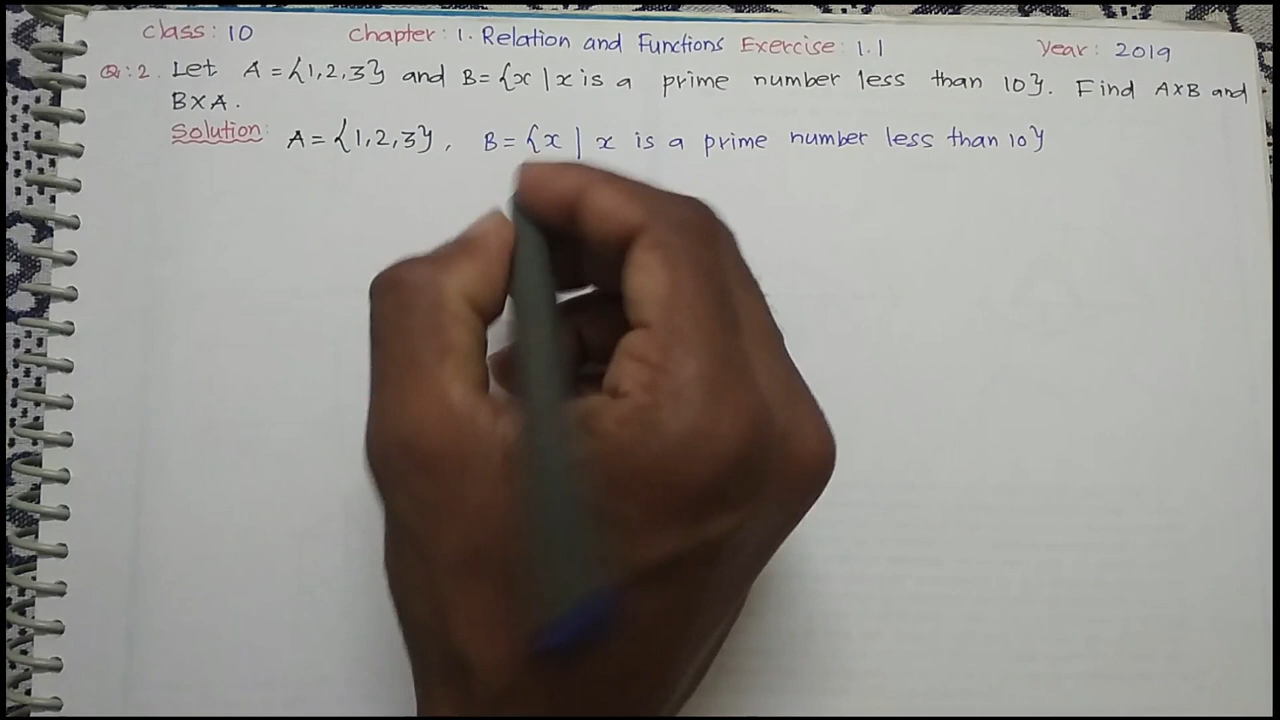 class: 10 chapter: 1. Relation and Functions Exercise: 1.1 Year: 2019
Q: 2. Let A = {1,2,3} and B= {x | x is a prime number less than 10}. Find A×B and
B×A.
Solution: A = {1,2,3}, B= {x | x is a prime number less than 10}